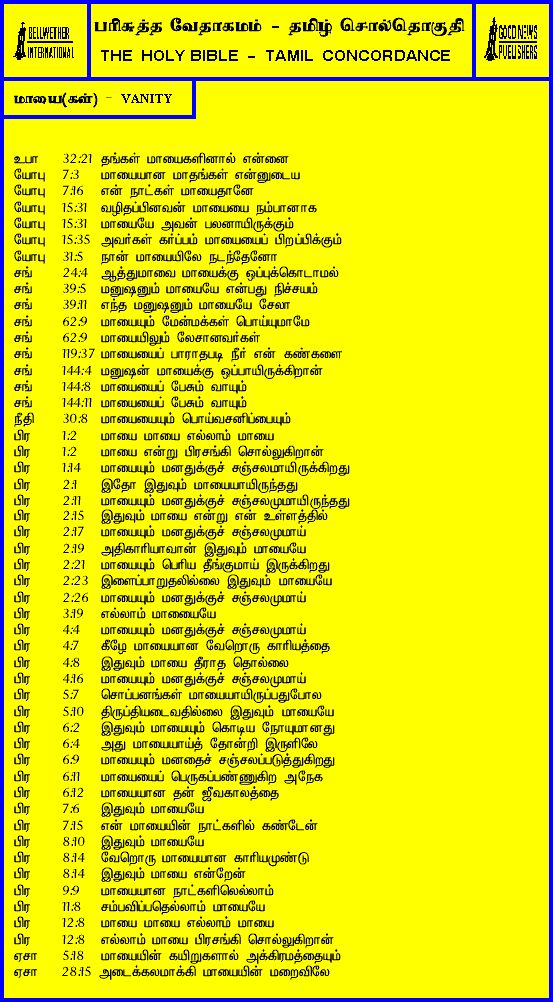 BELLWETHER INTERNATIONAL
பரிசுத்த வேதாகமம் - தமிழ் சொல்தொகுதி
THE HOLY BIBLE - TAMIL CONCORDANCE
GOOD NEWS PUBLISHERS
மாயை(கள்) - VANITY
உபா 32:21 தங்கள் மாயைகளினால் என்னை
யோபு 7:3 மாயையான மாதங்கள் என்னுடைய
யோபு 7:16 என் நாட்கள் மாயைதானே
யோபு 15:31 வழிதப்பினவன் மாயையை நம்பானாக
யோபு 15:31 மாயையே அவன் பலனாயிருக்கும்
யோபு 15:35 அவர்கள் கர்ப்பம் மாயையைப் பிறப்பிக்கும்
யோபு 31:5 நான் மாயையிலே நடந்தேனோ
சங் 24:4 ஆத்துமாவை மாயைக்கு ஒப்புக்கொடாமல்
சங் 39:5 மனுஷனும் மாயையே என்பது நிச்சயம்
சங் 39:11 எந்த மனுஷனும் மாயையே சேலா
சங் 62:9 மாயையும் மேன்மக்கள் பொய்யுமாமே
சங் 62:9 மாயையிலும் லேசானவர்கள்
சங் 119:37 மாயையைப் பாராதபடி நீர் என் கண்களை
சங் 144:4 மனுஷன் மாயைக்கு ஒப்பாயிருக்கிறான்
சங் 144:8 மாயையைப் பேசும் வாயும்
சங் 144:11 மாயையைப் பேசும் வாயும்
நீதி 30:8 மாயையையும் பொய்வசனிப்பையும்
பிர 1:2 மாயை மாயை எல்லாம் மாயை
பிர 1:2 மாயை என்று பிரசங்கி சொல்லுகிறான்
பிர 1:14 மாயையும் மனதுக்குச் சஞ்சலமாயிருக்கிறது
பிர 2:1 இதோ இதுவும் மாயையாயிருந்தது
பிர 2:11 மாயையும் மனதுக்குச் சஞ்சலமுமாயிருந்தது
பிர 2:15 இதுவும் மாயை என்று என் உள்ளத்தில்
பிர 2:17 மாயையும் மனதுக்குச் சஞ்சலமுமாய்
பிர 2:19 அதிகாரியாவான் இதுவும் மாயையே
பிர 2:21 மாயையும் பெரிய தீங்குமாய் இருக்கிறது
பிர 2:23 இளைப்பாறுதலில்லை இதுவும் மாயையே
பிர 2:26 மாயையும் மனதுக்குச் சஞ்சலமுமாய்
பிர 3:19 எல்லாம் மாயையே
பிர 4:4 மாயையும் மனதுக்குச் சஞ்சலமுமாய்
பிர 4:7 கீழே மாயையான வேறொரு காரியத்தை
பிர 4:8 இதுவும் மாயை தீராத தொல்லை
பிர 4:16 மாயையும் மனதுக்குச் சஞ்சலமுமாய்
பிர 5:7 சொப்பனங்கள் மாயையாயிருப்பதுபோல
பிர 5:10 திருப்தியடைவதில்லை இதுவும் மாயையே
பிர 6:2 இதுவும் மாயையும் கொடிய நோயுமானது
பிர 6:4 அது மாயையாய்த் தோன்றி இருளிலே
பிர 6:9 மாயையும் மனதைச் சஞ்சலப்படுத்துகிறது
பிர 6:11 மாயையைப் பெருகப்பண்ணுகிற அநேக
பிர 6:12 மாயையான தன் ஜீவகாலத்தை
பிர 7:6 இதுவும் மாயையே
பிர 7:15 என் மாயையின் நாட்களில் கண்டேன்
பிர 8:10 இதுவும் மாயையே
பிர 8:14 வேறொரு மாயையான காரியமுண்டு
பிர 8:14 இதுவும் மாயை என்றேன்
பிர 9:9 மாயையான நாட்களிலெல்லாம்
பிர 11:8 சம்பவிப்பதெல்லாம் மாயையே
பிர 12:8 மாயை மாயை எல்லாம் மாயை
பிர 12:8 எல்லாம் மாயை பிரசங்கி சொல்லுகிறான்
ஏசா 5:18 மாயையின் கயிறுகளால் அக்கிரமத்தையும்
ஏசா 28:15 அடைக்கலமாக்கி மாயையின் மறைவிலே